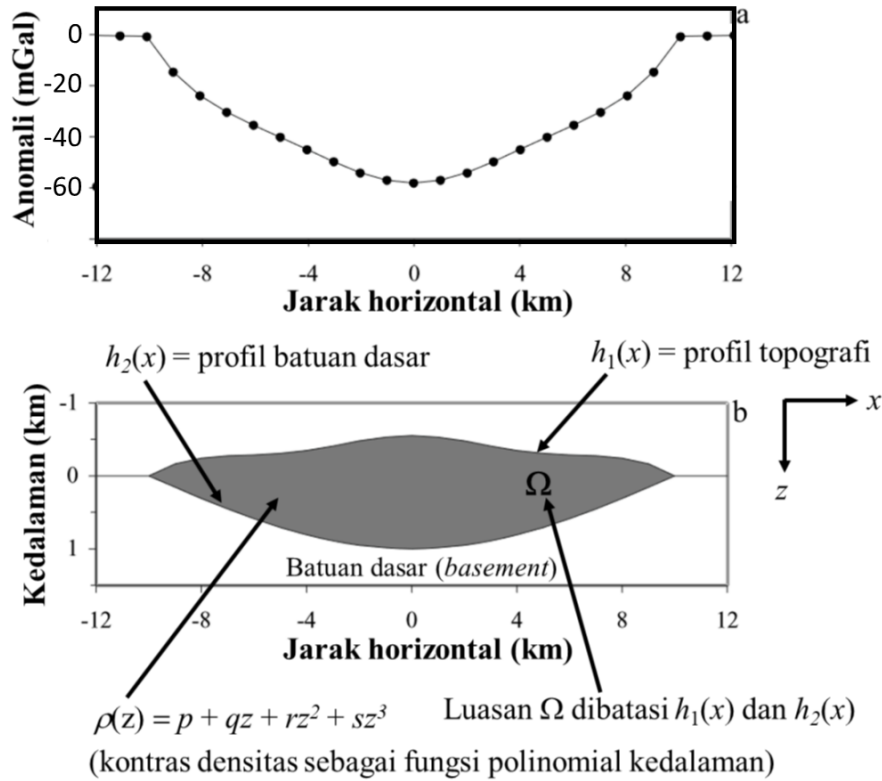 a
Anomali (mGal)
0
-20
-40
-60
-12 -8 -4 0 4 8 12
Jarak horizontal (km)
h₂(x) = profil batuan dasar
h₁(x) = profil topografi
Kedalaman (km)
-1
0
1
b
x
z
Ω
Batuan dasar (basement)
-12 -8 -4 0 4 8 12
Jarak horizontal (km)
ρ(z) = p + qz + rz² + sz³
Luasan Ω dibatasi h₁(x) dan h₂(x)
(kontras densitas sebagai fungsi polinomial kedalaman)